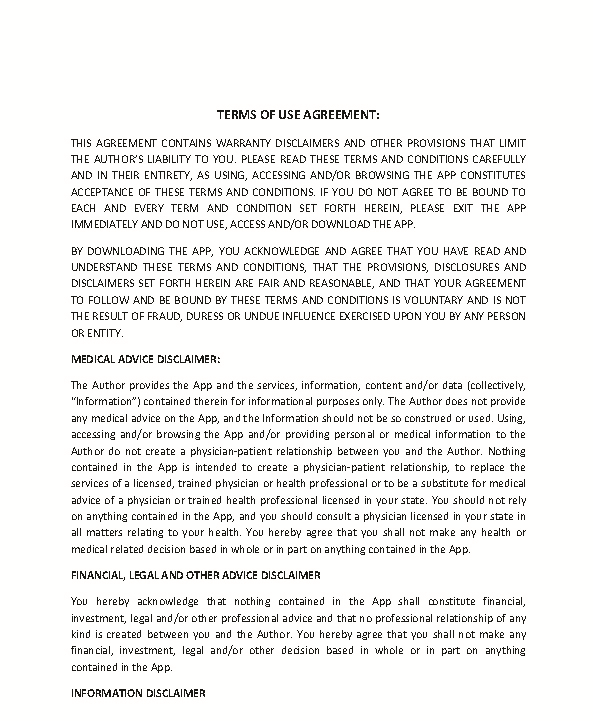 TERMS OF USE AGREEMENT:
THIS AGREEMENT CONTAINS WARRANTY DISCLAIMERS AND OTHER PROVISIONS THAT LIMIT
THE AUTHOR'S LIABILITY TO YOU. PLEASE READ THESE TERMS AND CONDITIONS CAREFULLY
AND IN THEIR ENTIRETY, AS USING, ACCESSING AND/OR BROWSING THE APP CONSTITUTES
ACCEPTANCE OF THESE TERMS AND CONDITIONS. IF YOU DO NOT AGREE TO BE BOUND TO
EACH AND EVERY TERM AND CONDITION SET FORTH HEREIN, PLEASE EXIT THE APP
IMMEDIATELY AND DO NOT USE, ACCESS AND/OR DOWNLOAD THE APP.
BY DOWNLOADING THE APP, YOU ACKNOWLEDGE AND AGREE THAT YOU HAVE READ AND
UNDERSTAND THESE TERMS AND CONDITIONS, THAT THE PROVISIONS, DISCLOSURES AND
DISCLAIMERS SET FORTH HEREIN ARE FAIR AND REASONABLE, AND THAT YOUR AGREEMENT
TO FOLLOW AND BE BOUND BY THESE TERMS AND CONDITIONS IS VOLUNTARY AND IS NOT
THE RESULT OF FRAUD, DURESS OR UNDUE INFLUENCE EXERCISED UPON YOU BY ANY PERSON
OR ENTITY.
MEDICAL ADVICE DISCLAIMER:
The Author provides the App and the services, information, content and/or data (collectively,
"Information") contained therein for informational purposes only. The Author does not provide
any medical advice on the App, and the Information should not be so construed or used. Using,
accessing and/or browsing the App and/or providing personal or medical information to the
Author do not create a physician-patient relationship between you and the Author. Nothing
contained in the App is intended to create a physician-patient relationship, to replace the
services of a licensed, trained physician or health professional or to be a substitute for medical
advice of a physician or trained health professional licensed in your state. You should not rely
on anything contained in the App, and you should consult a physician licensed in your state in
all matters relating to your health. You hereby agree that you shall not make any health or
medical related decision based in whole or in part on anything contained in the App.
FINANCIAL, LEGAL AND OTHER ADVICE DISCLAIMER
You hereby acknowledge that nothing contained in the App shall constitute financial,
investment, legal and/or other professional advice and that no professional relationship of any
kind is created between you and the Author. You hereby agree that you shall not make any
financial, investment, legal and/or other decision based in whole or in part on anything
contained in the App.
INFORMATION DISCLAIMER